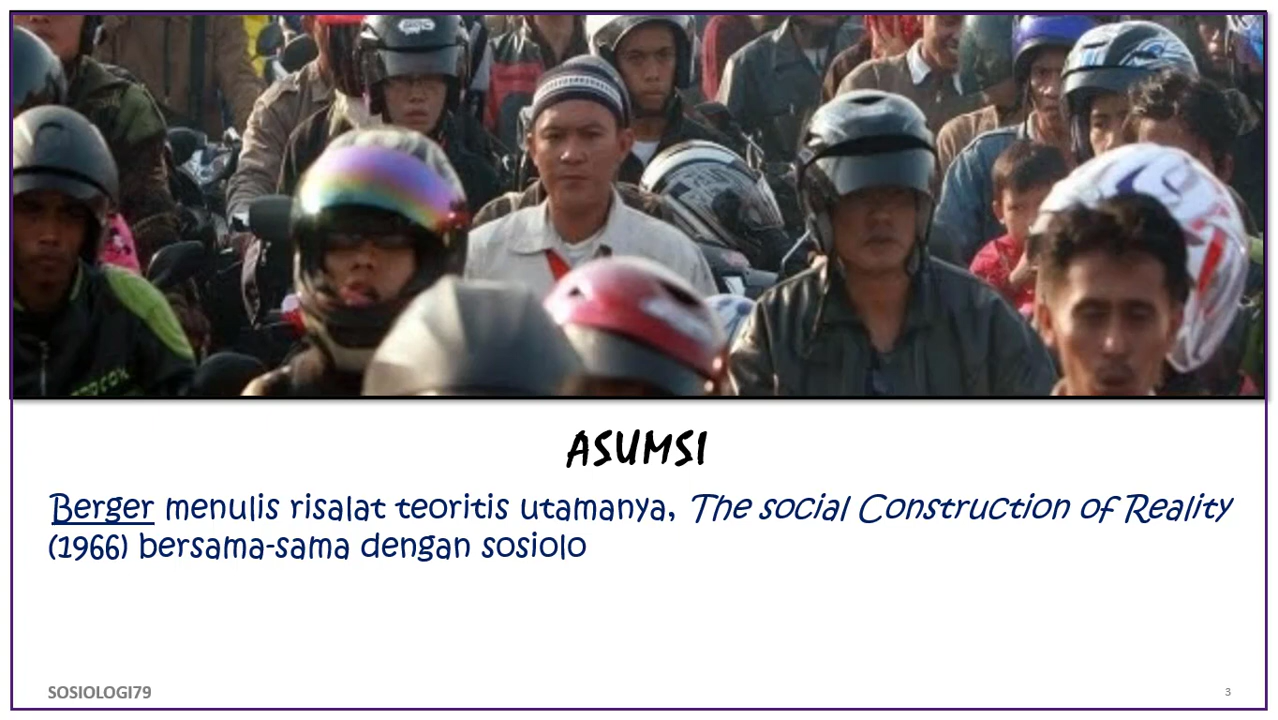 ASUMSI
Berger menulis risalat teoritis utamanya, The social Construction of Reality
(1966) bersama-sama dengan sosiolo
SOSIOLOGI79
3